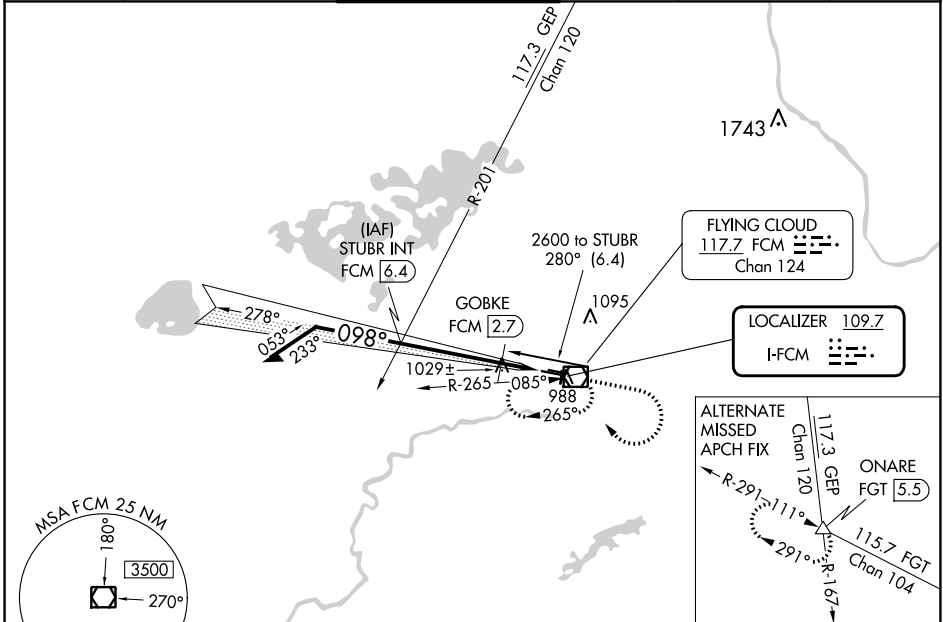 117.3 GEP
Chan 120
1743
R-201
(IAF)
STUBR INT
FCM 6.4
2600 to STUBR
280° (6.4)
FLYING CLOUD
117.7 FCM
Chan 124
GOBKE
FCM 2.7
1095
LOCALIZER 109.7
I-FCM
278°
053°
233°
098°
1029±
R-265
085°
988
265°
ALTERNATE
MISSED
APCH FIX
117.3 GEP
Chan 120
ONARE
FGT 5.5
R-291
111°
291°
115.7 FGT
Chan 104
R-167
MSA FCM 25 NM
180°
3500
270°